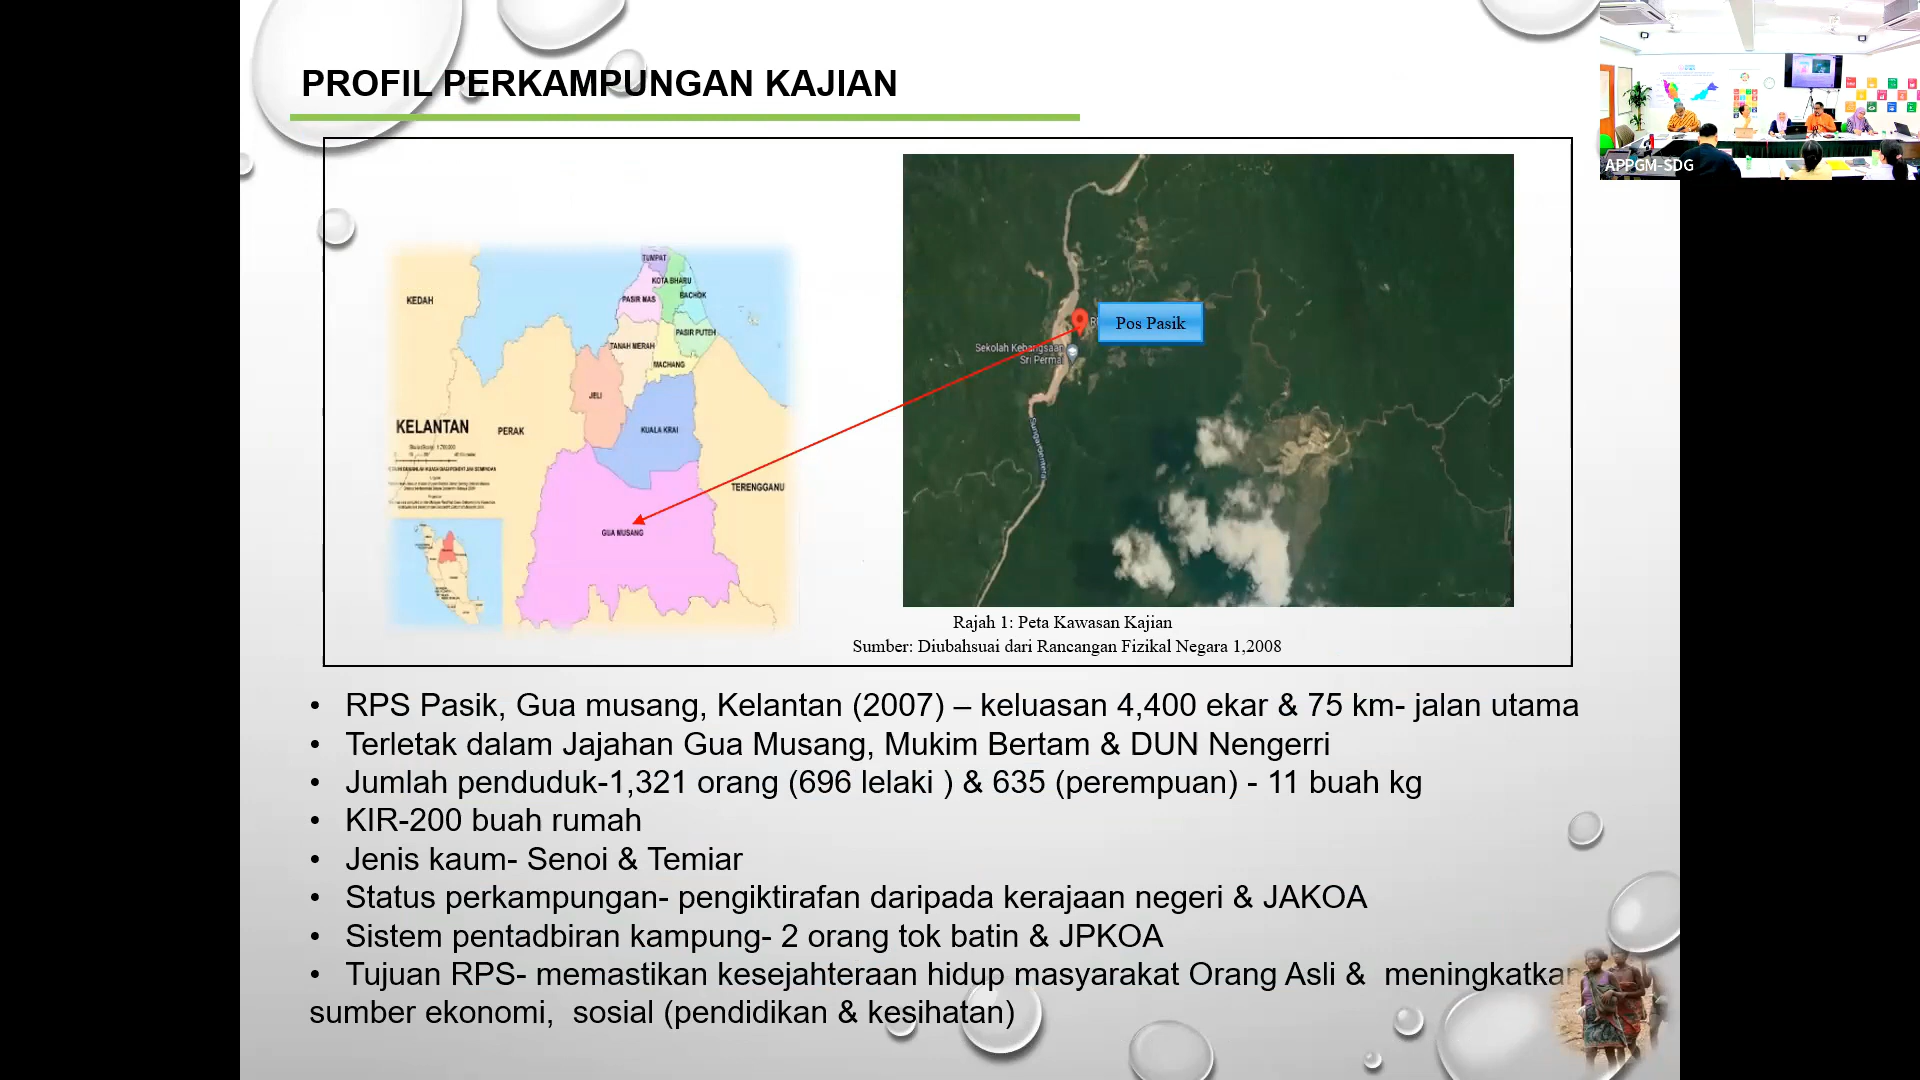 PROFIL PERKAMPUNGAN KAJIAN
APPGM-SDG
TUMPAT
KOTA BHARU
BACHOK
PASIR MAS
KEDAH
PASIR PUTEH
TANAH MERAH
MACHANG
JELI
KELANTAN
PERAK
KUALA KRAI
TERENGGANU
GUA MUSANG
Pos Pasik
Sekolah Kebangsaan
Sri Permai
Rajah 1: Peta Kawasan Kajian
Sumber: Diubahsuai dari Rancangan Fizikal Negara 1,2008
• RPS Pasik, Gua musang, Kelantan (2007) – keluasan 4,400 ekar & 75 km- jalan utama
• Terletak dalam Jajahan Gua Musang, Mukim Bertam & DUN Nengerri
• Jumlah penduduk-1,321 orang (696 lelaki ) & 635 (perempuan) - 11 buah kg
• KIR-200 buah rumah
• Jenis kaum- Senoi & Temiar
• Status perkampungan- pengiktirafan daripada kerajaan negeri & JAKOA
• Sistem pentadbiran kampung- 2 orang tok batin & JPKOA
• Tujuan RPS- memastikan kesejahteraan hidup masyarakat Orang Asli & meningkatkan
sumber ekonomi, sosial (pendidikan & kesihatan)